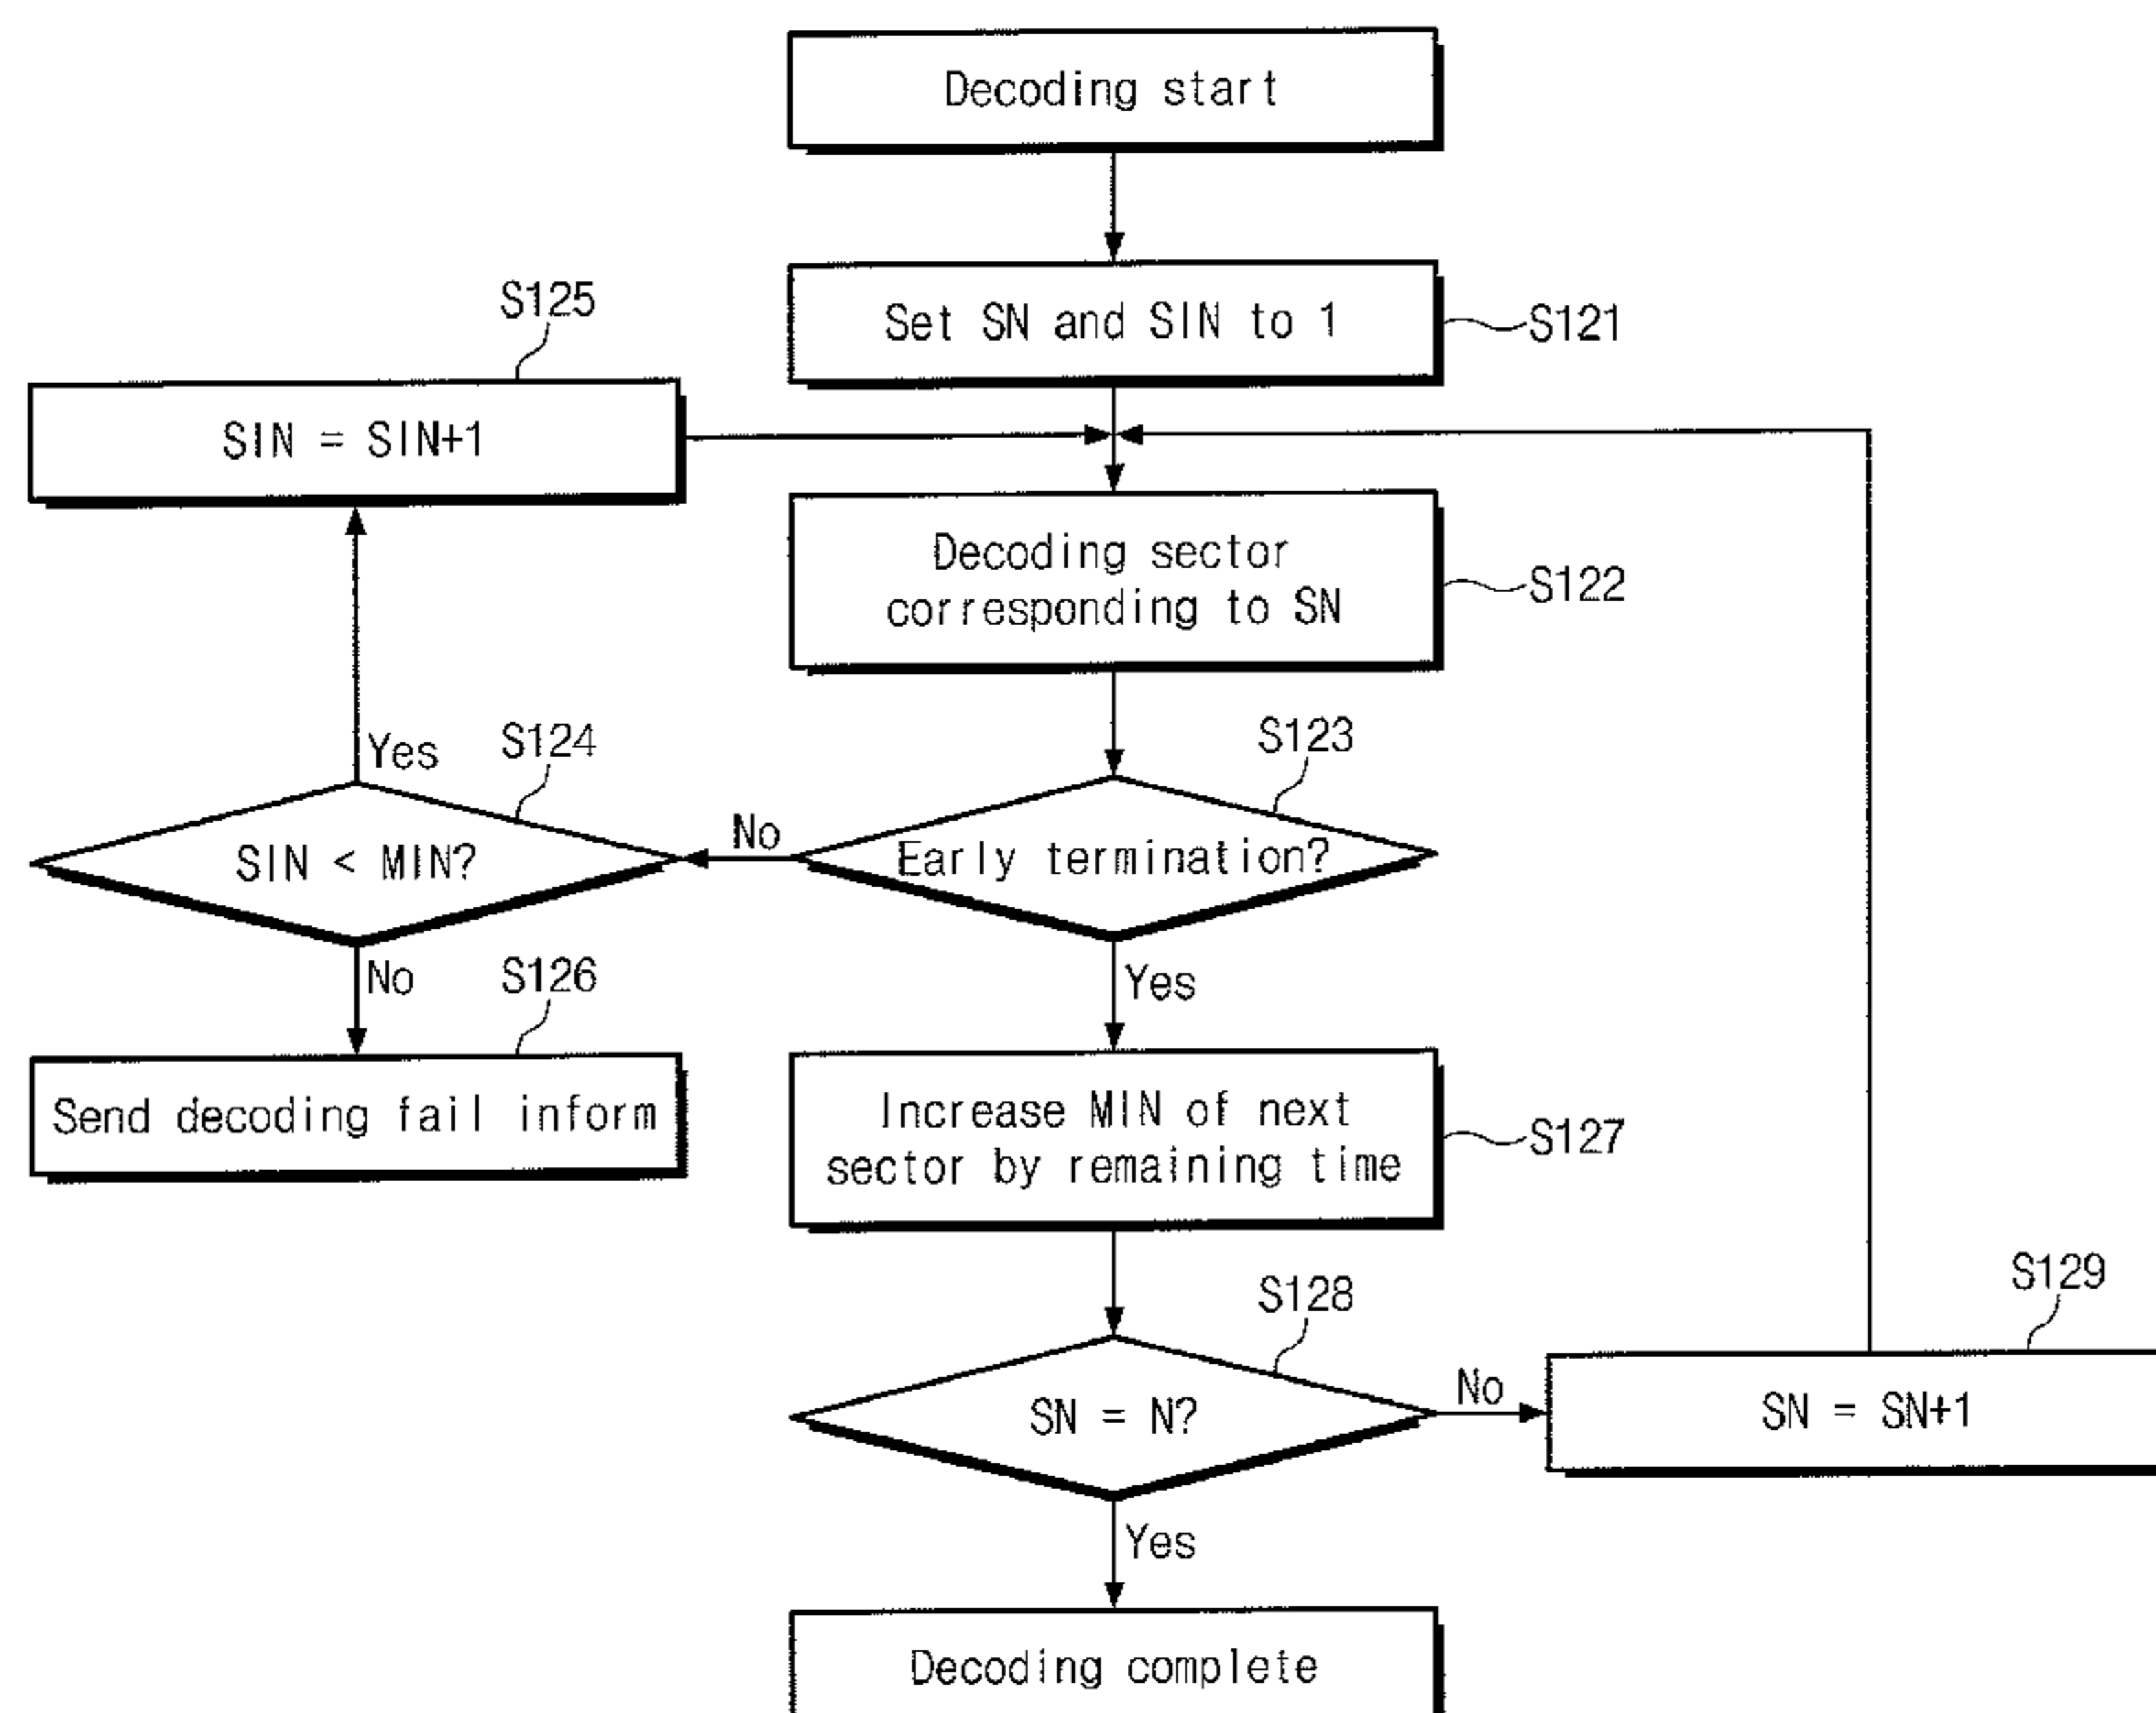 Decoding start
Set SN and SIN to 1
S121
S125
SIN = SIN+1
Decoding sector
corresponding to SN
S122
S123
Early termination?
No
S124
SIN < MIN?
Yes
No
S126
Send decoding fail inform
Yes
Increase MIN of next
sector by remaining time
S127
S128
SN = N?
No
S129
SN = SN+1
Yes
Decoding complete